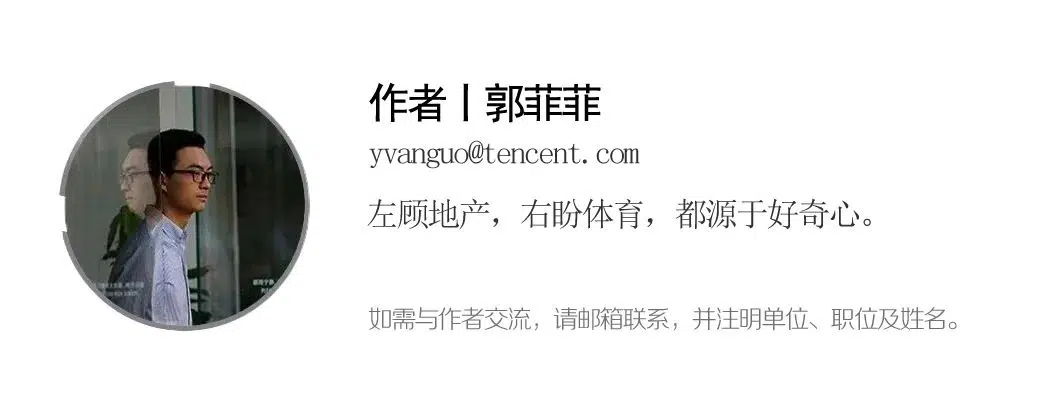 作者丨郭菲菲
yvanguo@tencent.com
左顾地产，右盼体育，都源于好奇心。
如需与作者交流，请邮箱联系，并注明单位、职位及姓名。